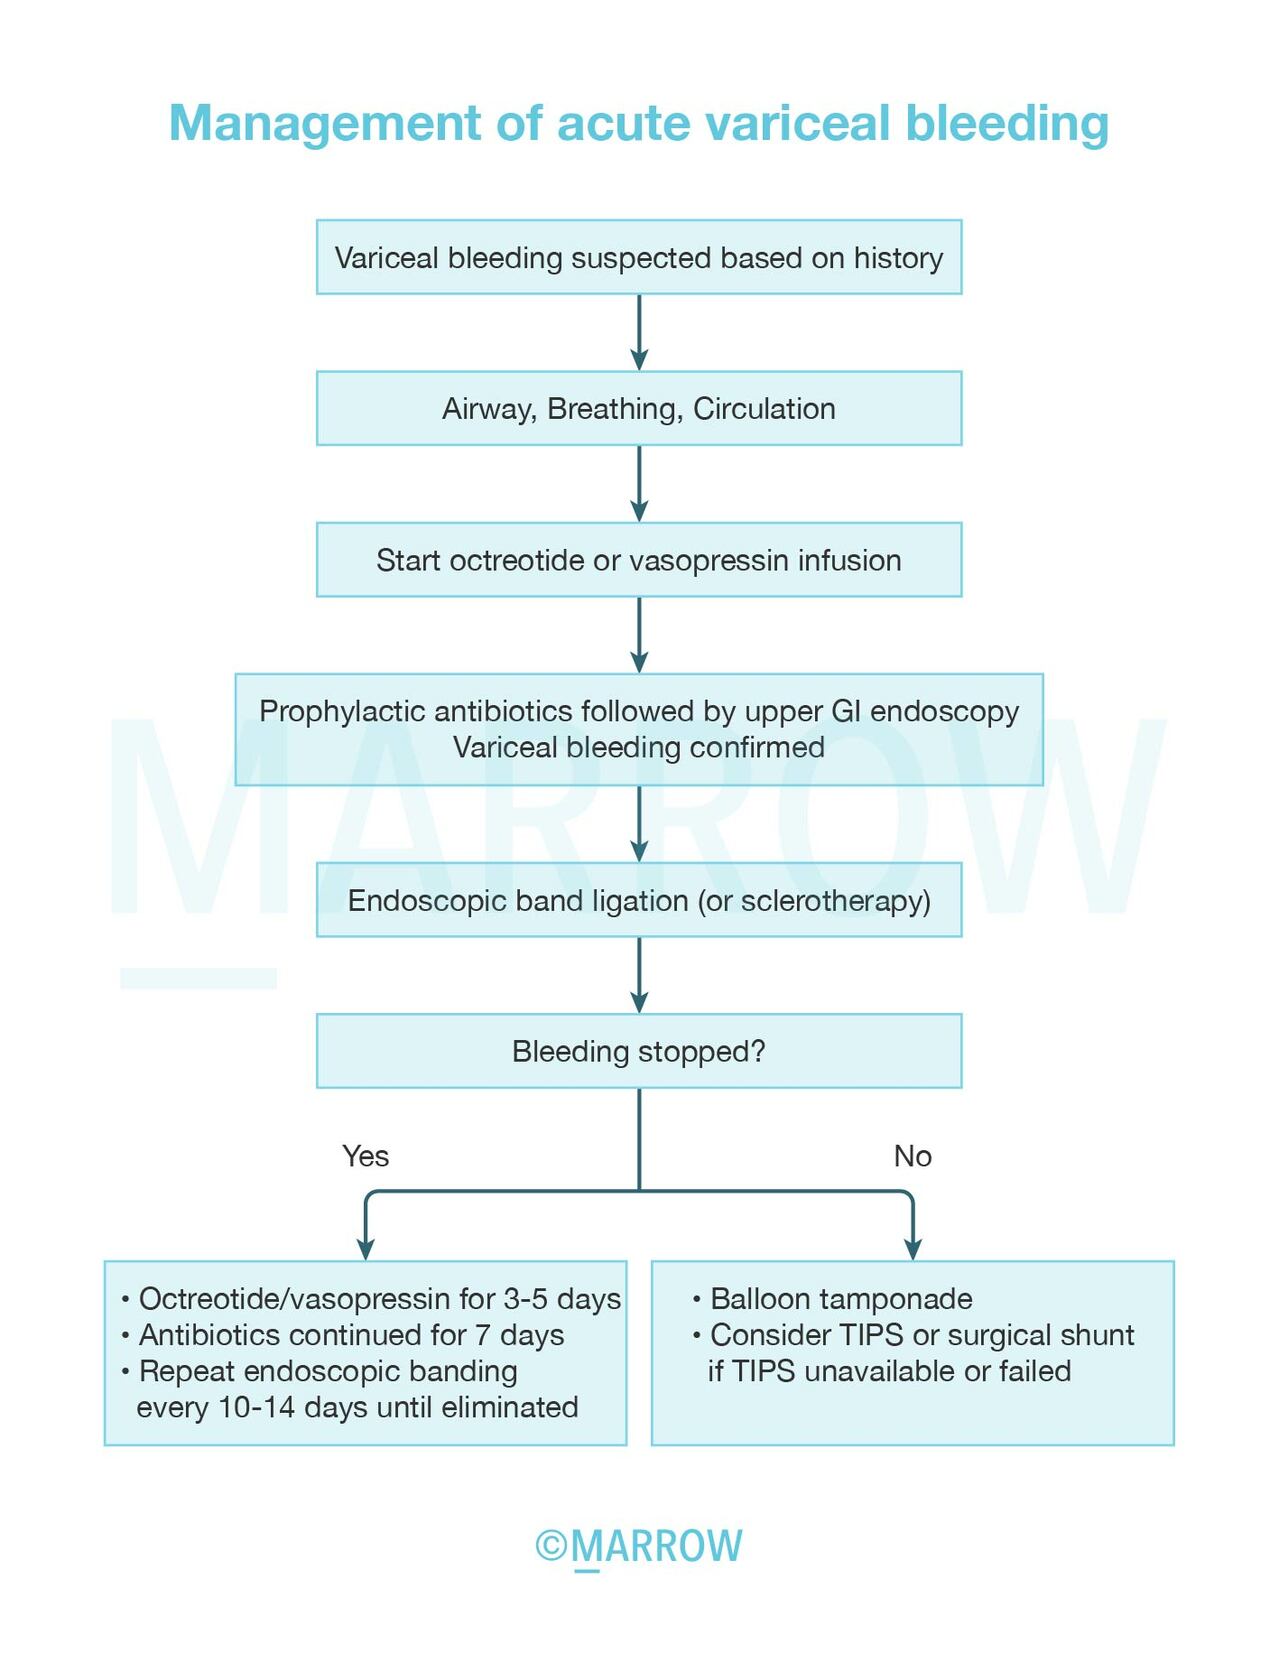 Management of acute variceal bleeding
Variceal bleeding suspected based on history
Airway, Breathing, Circulation
Start octreotide or vasopressin infusion
Prophylactic antibiotics followed by upper GI endoscopy
Variceal bleeding confirmed
MARROW
Endoscopic band ligation (or sclerotherapy)
Bleeding stopped?
Yes
No
• Octreotide/vasopressin for 3-5 days
• Antibiotics continued for 7 days
• Repeat endoscopic banding
every 10-14 days until eliminated
• Balloon tamponade
• Consider TIPS or surgical shunt
if TIPS unavailable or failed
©MARROW